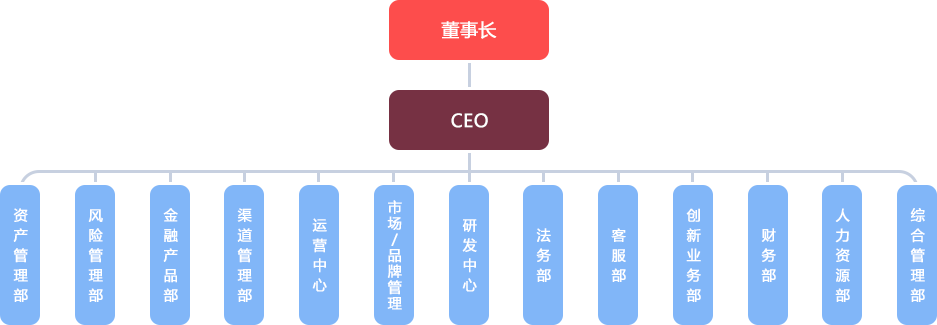 董事长
CEO
资产管理部
风险管理部
金融产品部
渠道管理部
运营中心
市场/品牌管理
研发中心
法务部
客服部
创新业务部
财务部
人力资源部
综合管理部